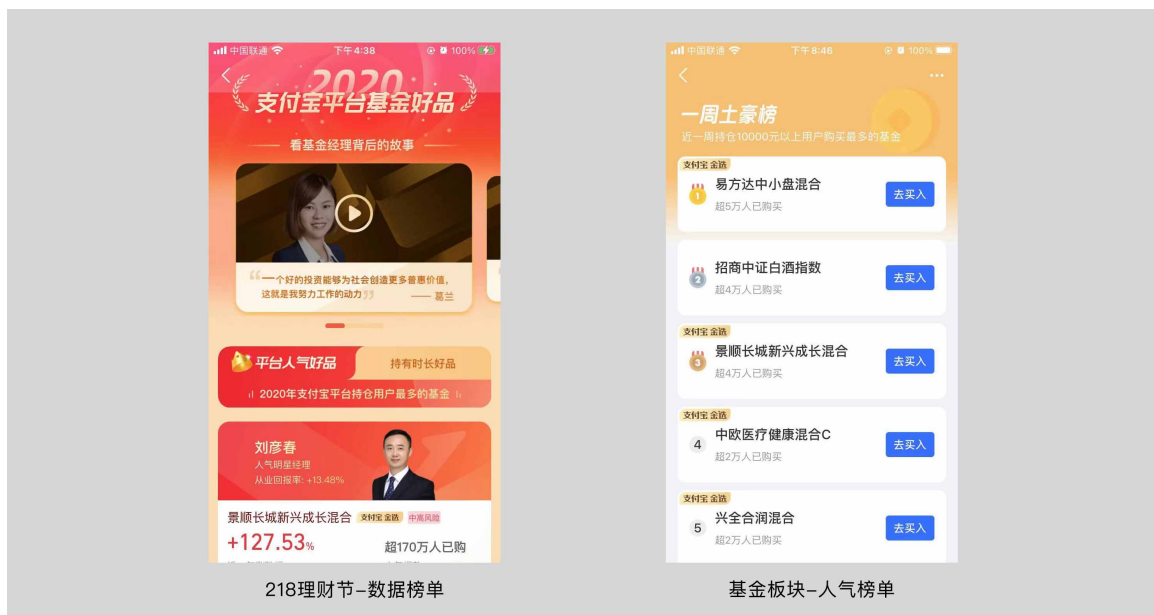 中国联通
下午4:38
100%
2020
支付宝平台基金好品
看基金经理背后的故事
“一个好的投资能够为社会创造更多普惠价值,
这就是我努力工作的动力”
—— 葛兰
平台人气好品
持有时长好品
2020年支付宝平台持仓用户最多的基金
刘彦春
人气明星经理
从业回报率: +13.48%
景顺长城新兴成长混合 支付宝 金选 中高风险
+127.53%
超170万人已购
218理财节-数据榜单
中国联通
下午8:46
100%
一周土豪榜
近一周持仓10000元以上用户购买最多的基金
支付宝 金选
1
易方达中小盘混合
超5万人已购买
去买入
2
招商中证白酒指数
超4万人已购买
去买入
支付宝 金选
3
景顺长城新兴成长混合
超4万人已购买
去买入
支付宝 金选
4
中欧医疗健康混合C
超2万人已购买
去买入
支付宝 金选
5
兴全合润混合
超2万人已购买
去买入
基金板块-人气榜单